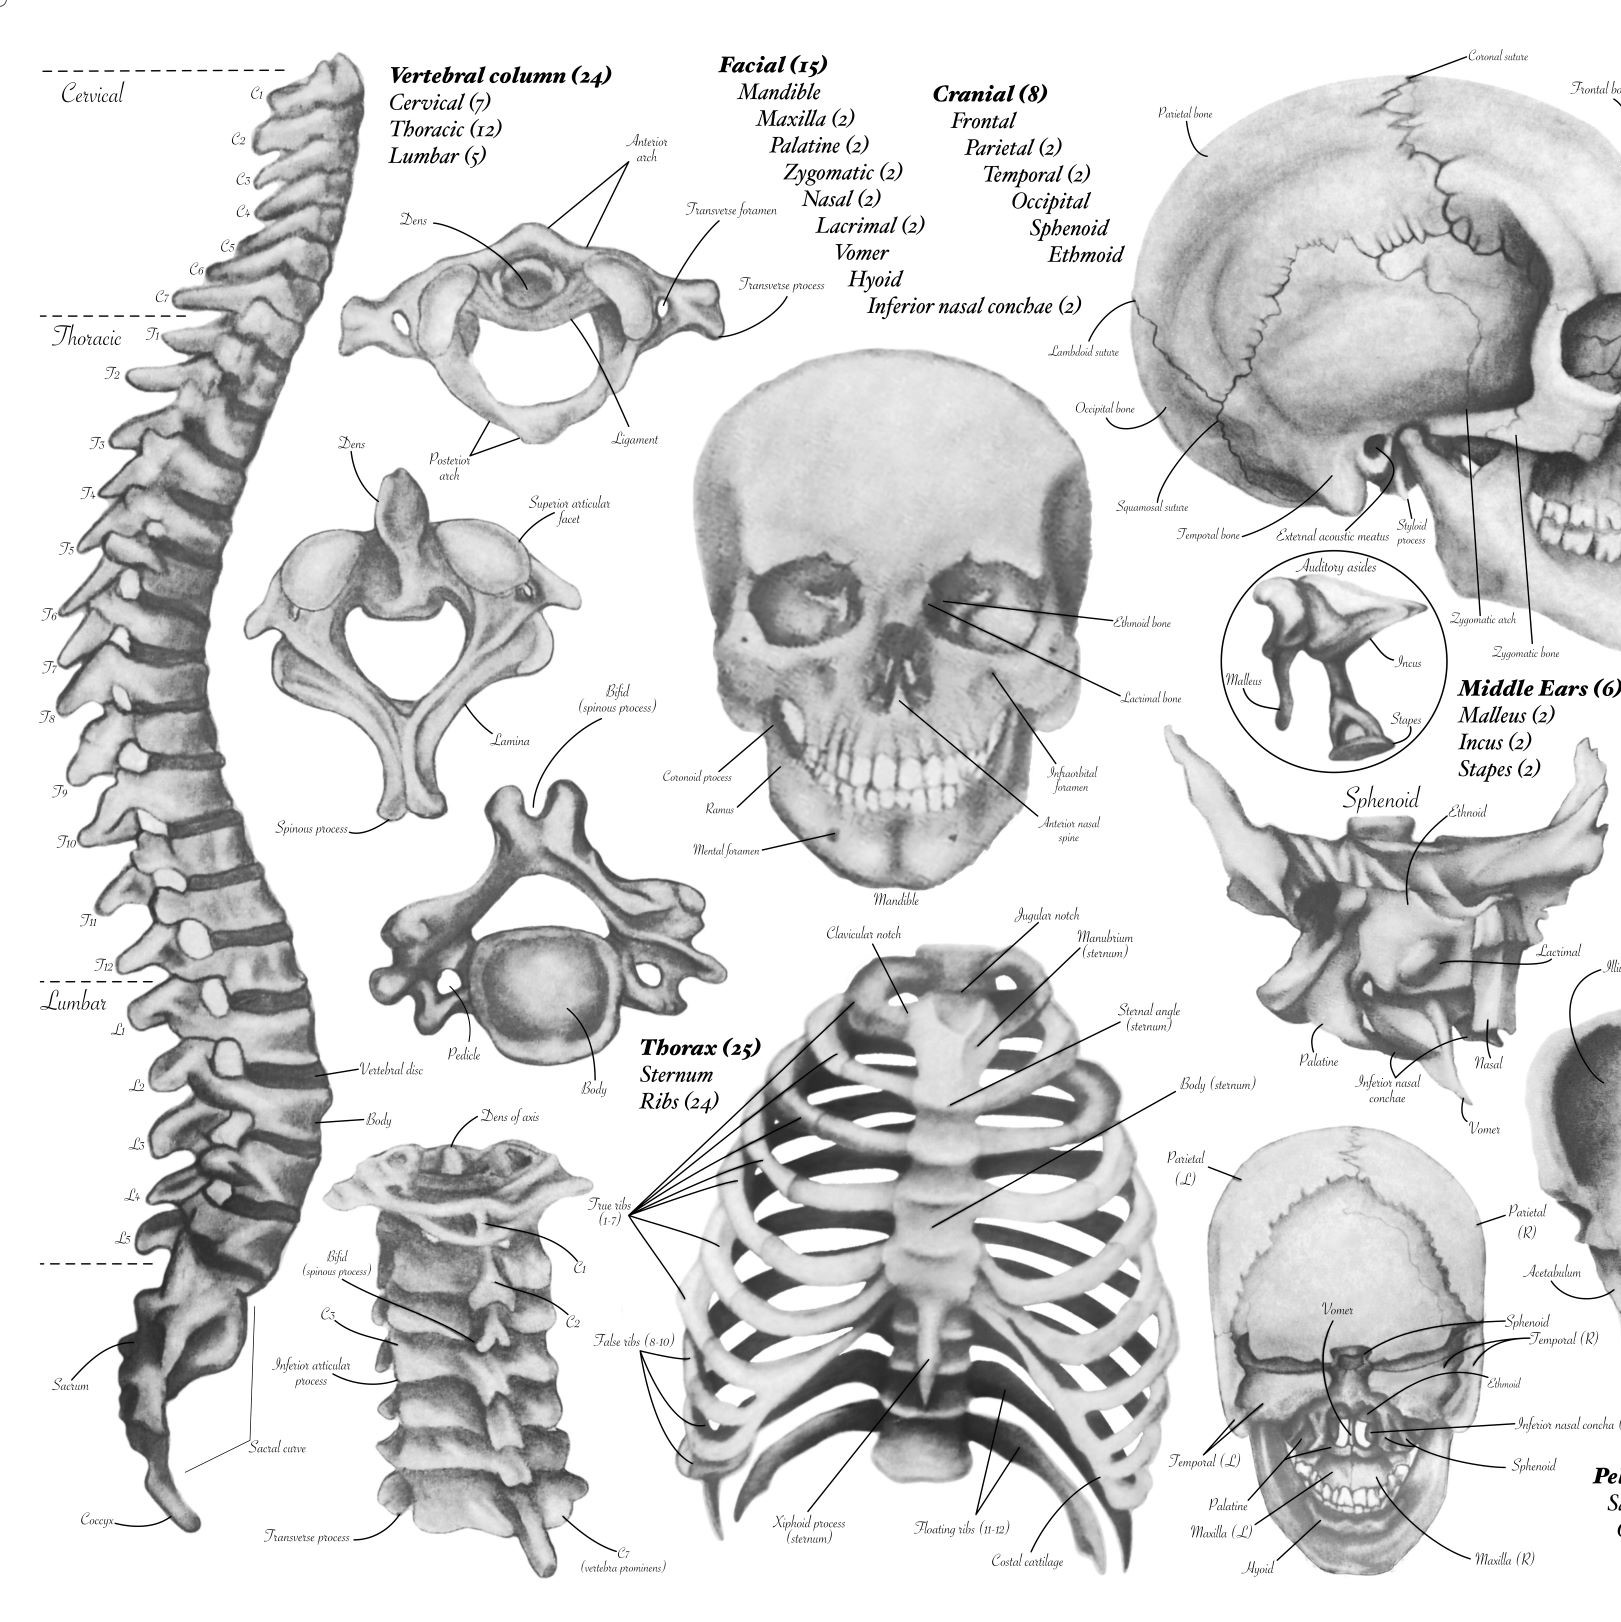 Cervical
C1
C2
C3
C4
C5
C6
C7
Thoracic
T1
T2
T3
T4
T5
T6
T7
T8
T9
T10
T11
T12
Lumbar
L1
L2
L3
L4
L5
Vertebral disc
Body
Sacrum
Sacral curve
Coccyx
Vertebral column (24)
Cervical (7)
Thoracic (12)
Lumbar (5)
Anterior
arch
Dens
Transverse foramen
Transverse process
Ligament
Posterior
arch
Dens
Superior articular
facet
Lamina
Spinous process
Bifid
(spinous process)
Pedicle
Body
Dens of axis
C1
Bifid
(spinous process)
C2
C3
Inferior articular
process
Transverse process
C7
(vertebra prominens)
Facial (15)
Mandible
Maxilla (2)
Palatine (2)
Zygomatic (2)
Nasal (2)
Lacrimal (2)
Vomer
Hyoid
Inferior nasal conchae (2)
Cranial (8)
Frontal
Parietal (2)
Temporal (2)
Occipital
Sphenoid
Ethmoid
Ethmoid bone
Lacrimal bone
Coronoid process
Ramus
Mental foramen
Infraorbital
foramen
Anterior nasal
spine
Mandible
Thorax (25)
Sternum
Ribs (24)
Clavicular notch
Jugular notch
Manubrium
(sternum)
Sternal angle
(sternum)
Body (sternum)
True ribs
(1-7)
False ribs (8-10)
Xiphoid process
(sternum)
Floating ribs (11-12)
Costal cartilage
Coronal suture
Parietal bone
Frontal bo
Lambdoid suture
Occipital bone
Squamosal suture
Temporal bone
External acoustic meatus
Styloid
process
Zygomatic arch
Zygomatic bone
Auditory asides
Malleus
Incus
Stapes
Middle Ears (6)
Malleus (2)
Incus (2)
Stapes (2)
Sphenoid
Ethnoid
Lacrimal
Palatine
Inferior nasal
conchae
Nasal
Vomer
Parietal
(L)
Parietal
(R)
Vomer
Sphenoid
Temporal (R)
Ethmoid
Inferior nasal concha (
Sphenoid
Temporal (L)
Palatine
Maxilla (L)
Hyoid
Maxilla (R)
Acetabulum